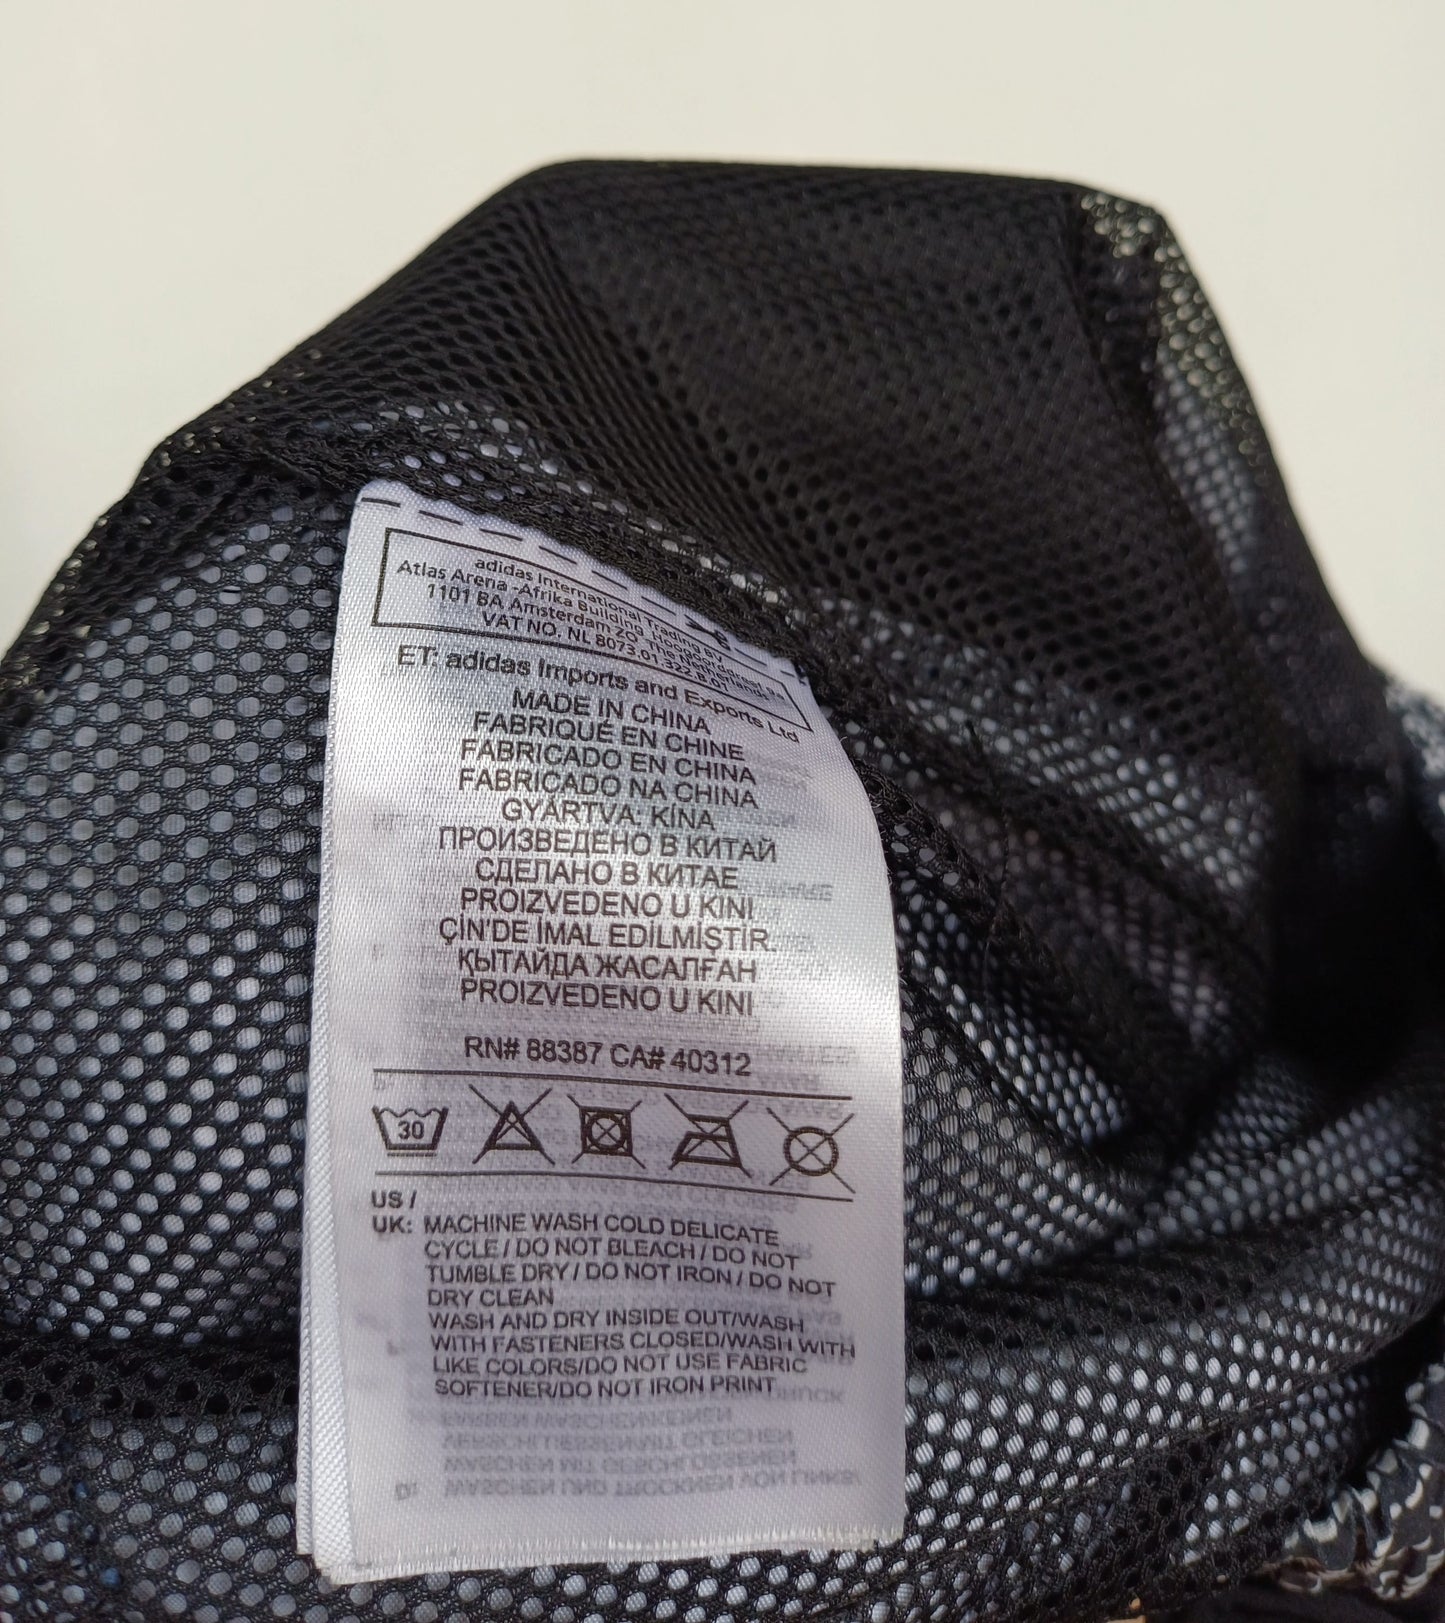 adidas International Trading BV
Atlas Arena -Afrika Building Hoogoorddreef 9a
1101 BA Amsterdam ZO The Netherlands
VAT NO. NL 8073.01.32.2.B.01
ET: adidas Imports and Exports Ltd
MADE IN CHINA
FABRIQUÉ EN CHINE
FABRICADO EN CHINA
FABRICADO NA CHINA
GYÁRTVA: KÍNA
ПРОИЗВЕДЕНО В КИТАЙ
СДЕЛАНО В КИТАЕ
PROIZVEDENO U KINI
ÇİN'DE İMAL EDİLMİŞTİR.
ҚЫТАЙДА ЖАСАЛҒАН
PROIZVEDENO U KINI
RN# 88387 CA# 40312
30
US /
UK: MACHINE WASH COLD DELICATE
CYCLE / DO NOT BLEACH / DO NOT
TUMBLE DRY / DO NOT IRON / DO NOT
DRY CLEAN
WASH AND DRY INSIDE OUT/WASH
WITH FASTENERS CLOSED/WASH WITH
LIKE COLORS/DO NOT USE FABRIC
SOFTENER/DO NOT IRON PRINT